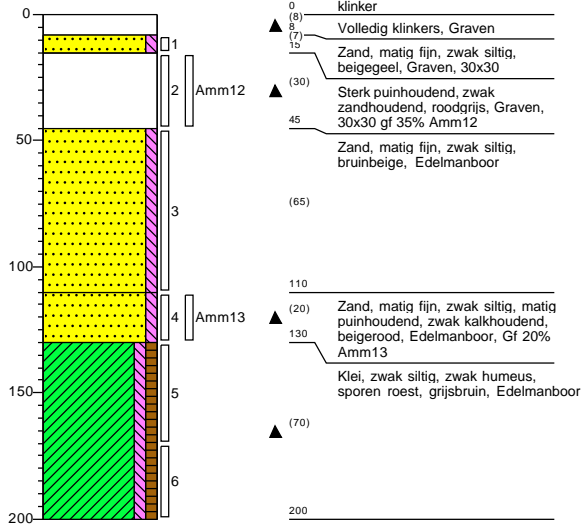 0
50
100
150
200
1
2
3
4
5
6
Amm12
Amm13
0
klinker
(8)
8
Volledig klinkers, Graven
(7)
15
Zand, matig fijn, zwak siltig,
beigegeel, Graven, 30x30
(30)
Sterk puinhoudend, zwak
zandhoudend, roodgrijs, Graven,
30x30 gf 35% Amm12
45
Zand, matig fijn, zwak siltig,
bruinbeige, Edelmanboor
(65)
110
(20)
Zand, matig fijn, zwak siltig, matig
puinhoudend, zwak kalkhoudend,
beigerood, Edelmanboor, Gf 20%
Amm13
130
Klei, zwak siltig, zwak humeus,
sporen roest, grijsbruin, Edelmanboor
(70)
200